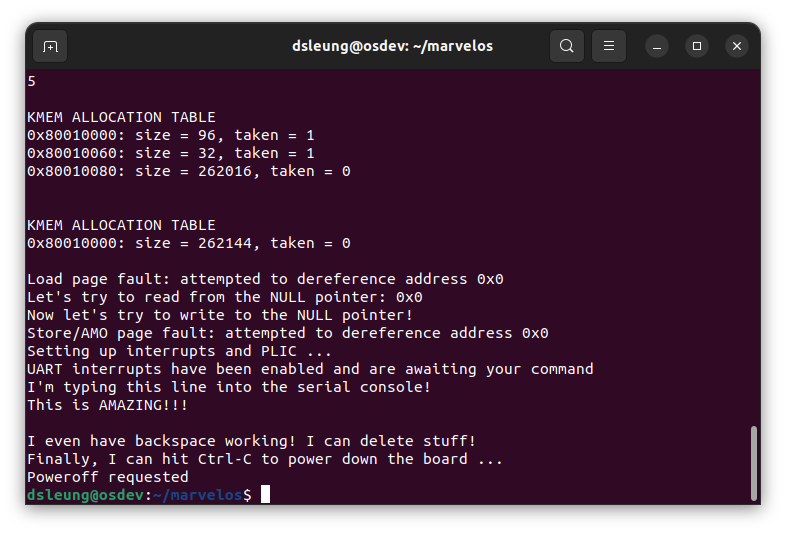 dsleung@osdev: ~/marvelos
5
KMEM ALLOCATION TABLE
0x80010000: size = 96, taken = 1
0x80010060: size = 32, taken = 1
0x80010080: size = 262016, taken = 0
KMEM ALLOCATION TABLE
0x80010000: size = 262144, taken = 0
Load page fault: attempted to dereference address 0x0
Let's try to read from the NULL pointer: 0x0
Now let's try to write to the NULL pointer!
Store/AMO page fault: attempted to dereference address 0x0
Setting up interrupts and PLIC ...
UART interrupts have been enabled and are awaiting your command
I'm typing this line into the serial console!
This is AMAZING!!!
I even have backspace working! I can delete stuff!
Finally, I can hit Ctrl-C to power down the board ...
Poweroff requested
dsleung@osdev:~/marvelos$